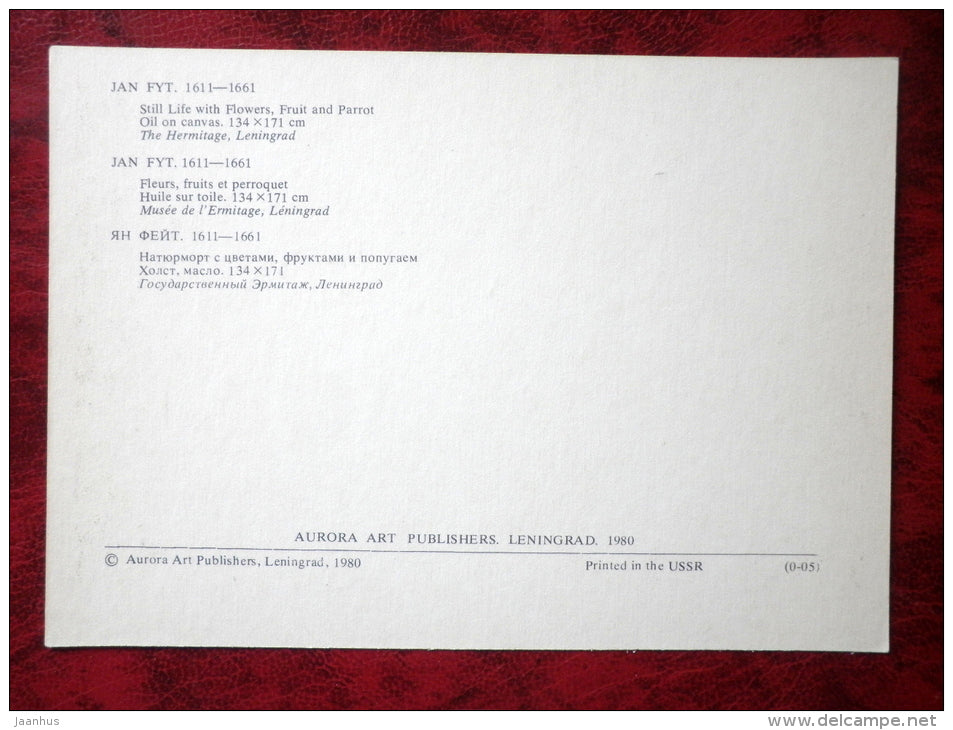 JAN FYT. 1611—1661
Still Life with Flowers, Fruit and Parrot
Oil on canvas. 134×171 cm
The Hermitage, Leningrad
JAN FYT. 1611—1661
Fleurs, fruits et perroquet
Huile sur toile. 134×171 cm
Musée de l'Ermitage, Léningrad
ЯН ФЕЙТ. 1611—1661
Натюрморт с цветами, фруктами и попугаем
Холст, масло. 134×171
Государственный Эрмитаж, Ленинград
AURORA ART PUBLISHERS. LENINGRAD. 1980
© Aurora Art Publishers, Leningrad, 1980 Printed in the USSR (0-05)
Jaanhus www.delcampe.net